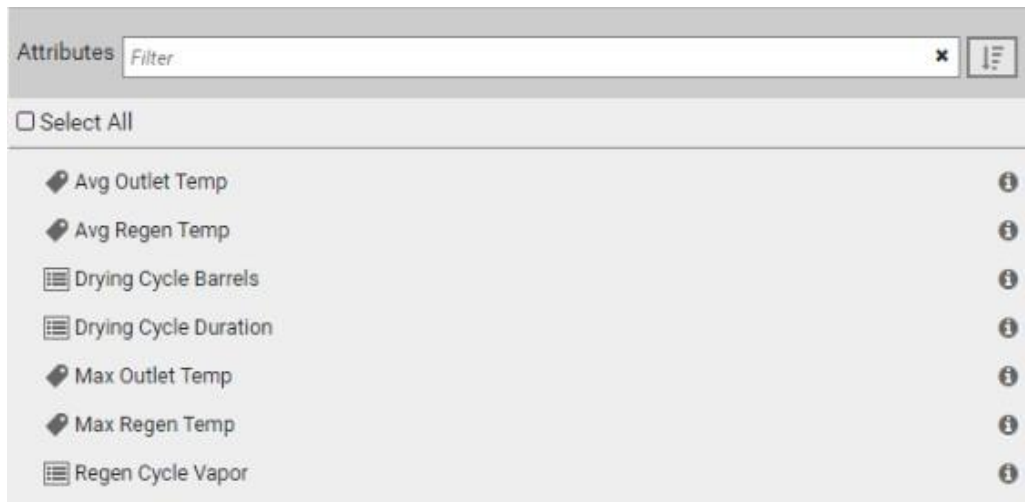 Attributes Filter
Select All
Avg Outlet Temp
Avg Regen Temp
Drying Cycle Barrels
Drying Cycle Duration
Max Outlet Temp
Max Regen Temp
Regen Cycle Vapor